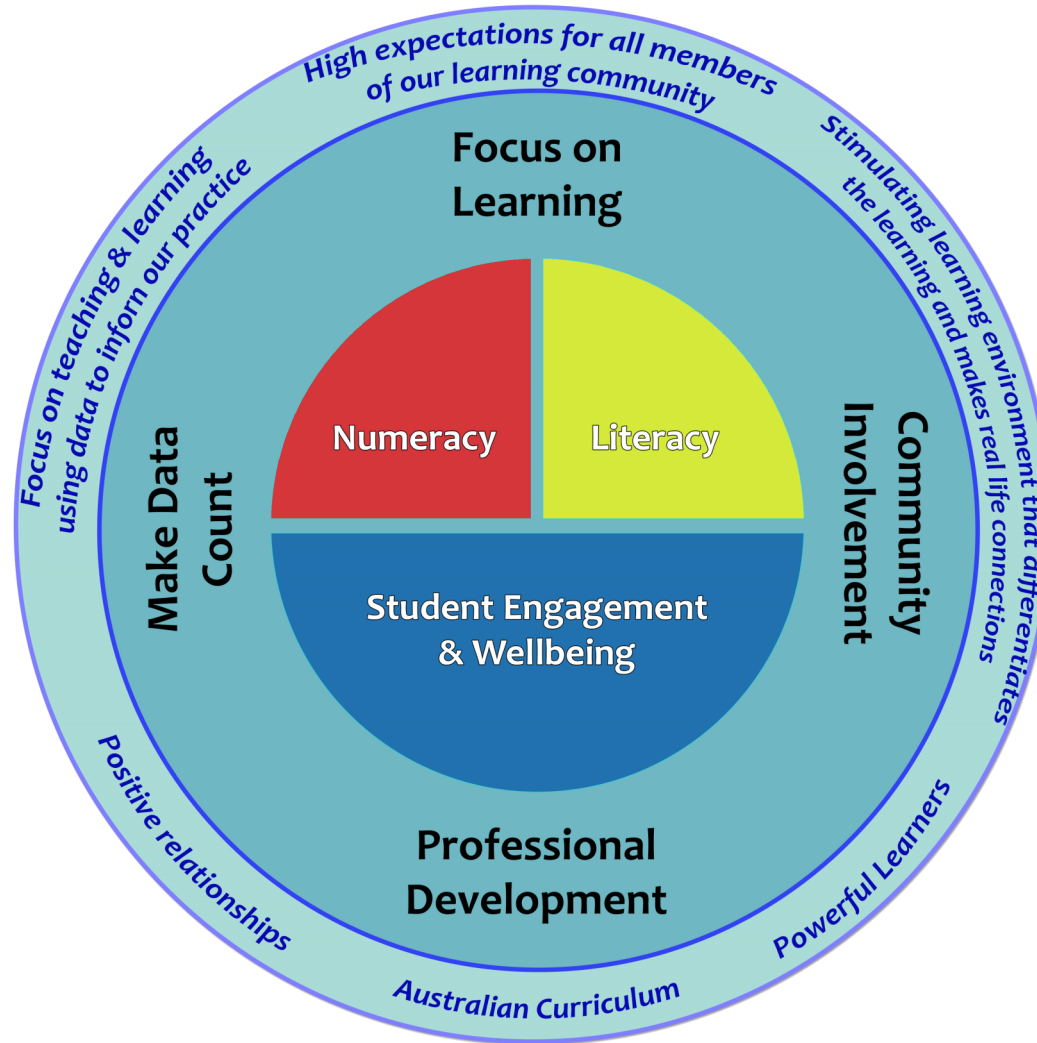 High expectations for all members
of our learning community
Stimulating learning environment that differentiates
the learning and makes real life connections
Powerful Learners
Australian Curriculum
Positive relationships
Focus on teaching & learning
using data to inforn our practice
Focus on
Learning
Community
Involvement
Professional
Development
Make Data
Count
Numeracy
Literacy
Student Engagement
& Wellbeing